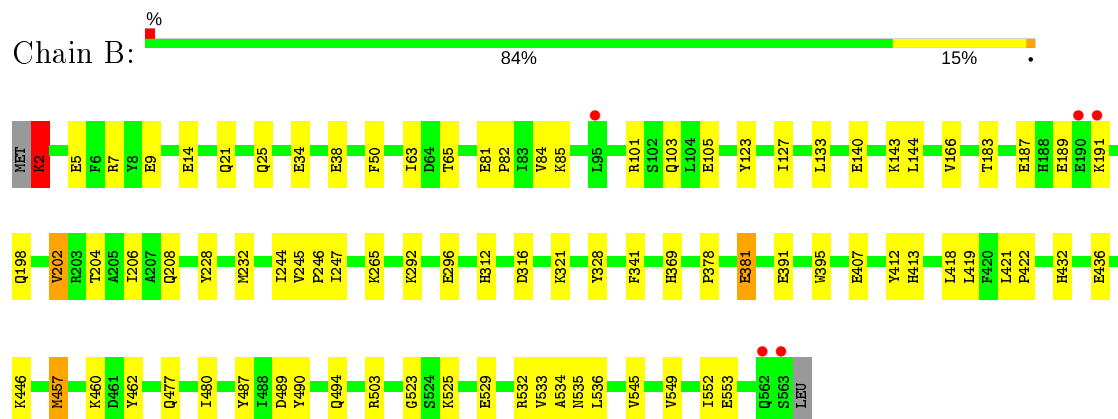 %
Chain B:
84%
15%
•
MET K2 E5 F6 R7 Y8 E9 E14 Q21 Q25 E34 E38 F50 I63 D64 T65 E81 P82 I83 V84 K85 L95 R101 S102 Q103 L104 E105 Y123 I127 L133 E140 K143 L144 V166 T183 E187 H188 E189 E190 K191
Q198 V202 R203 T204 A205 I206 A207 Q208 Y228 M232 I244 V245 P246 I247 K265 K292 E296 H312 D316 K321 Y328 F341 H369 P378 E381 E391 W395 E407 Y412 H413 L418 L419 F420 L421 P422 H432 E436
K446 M457 K460 D461 Y462 Q477 I480 Y487 I488 D489 Y490 Q494 R503 G523 S524 K525 E529 R532 V533 A534 N535 L536 V545 V549 I552 E553 Q562 S563 LEU